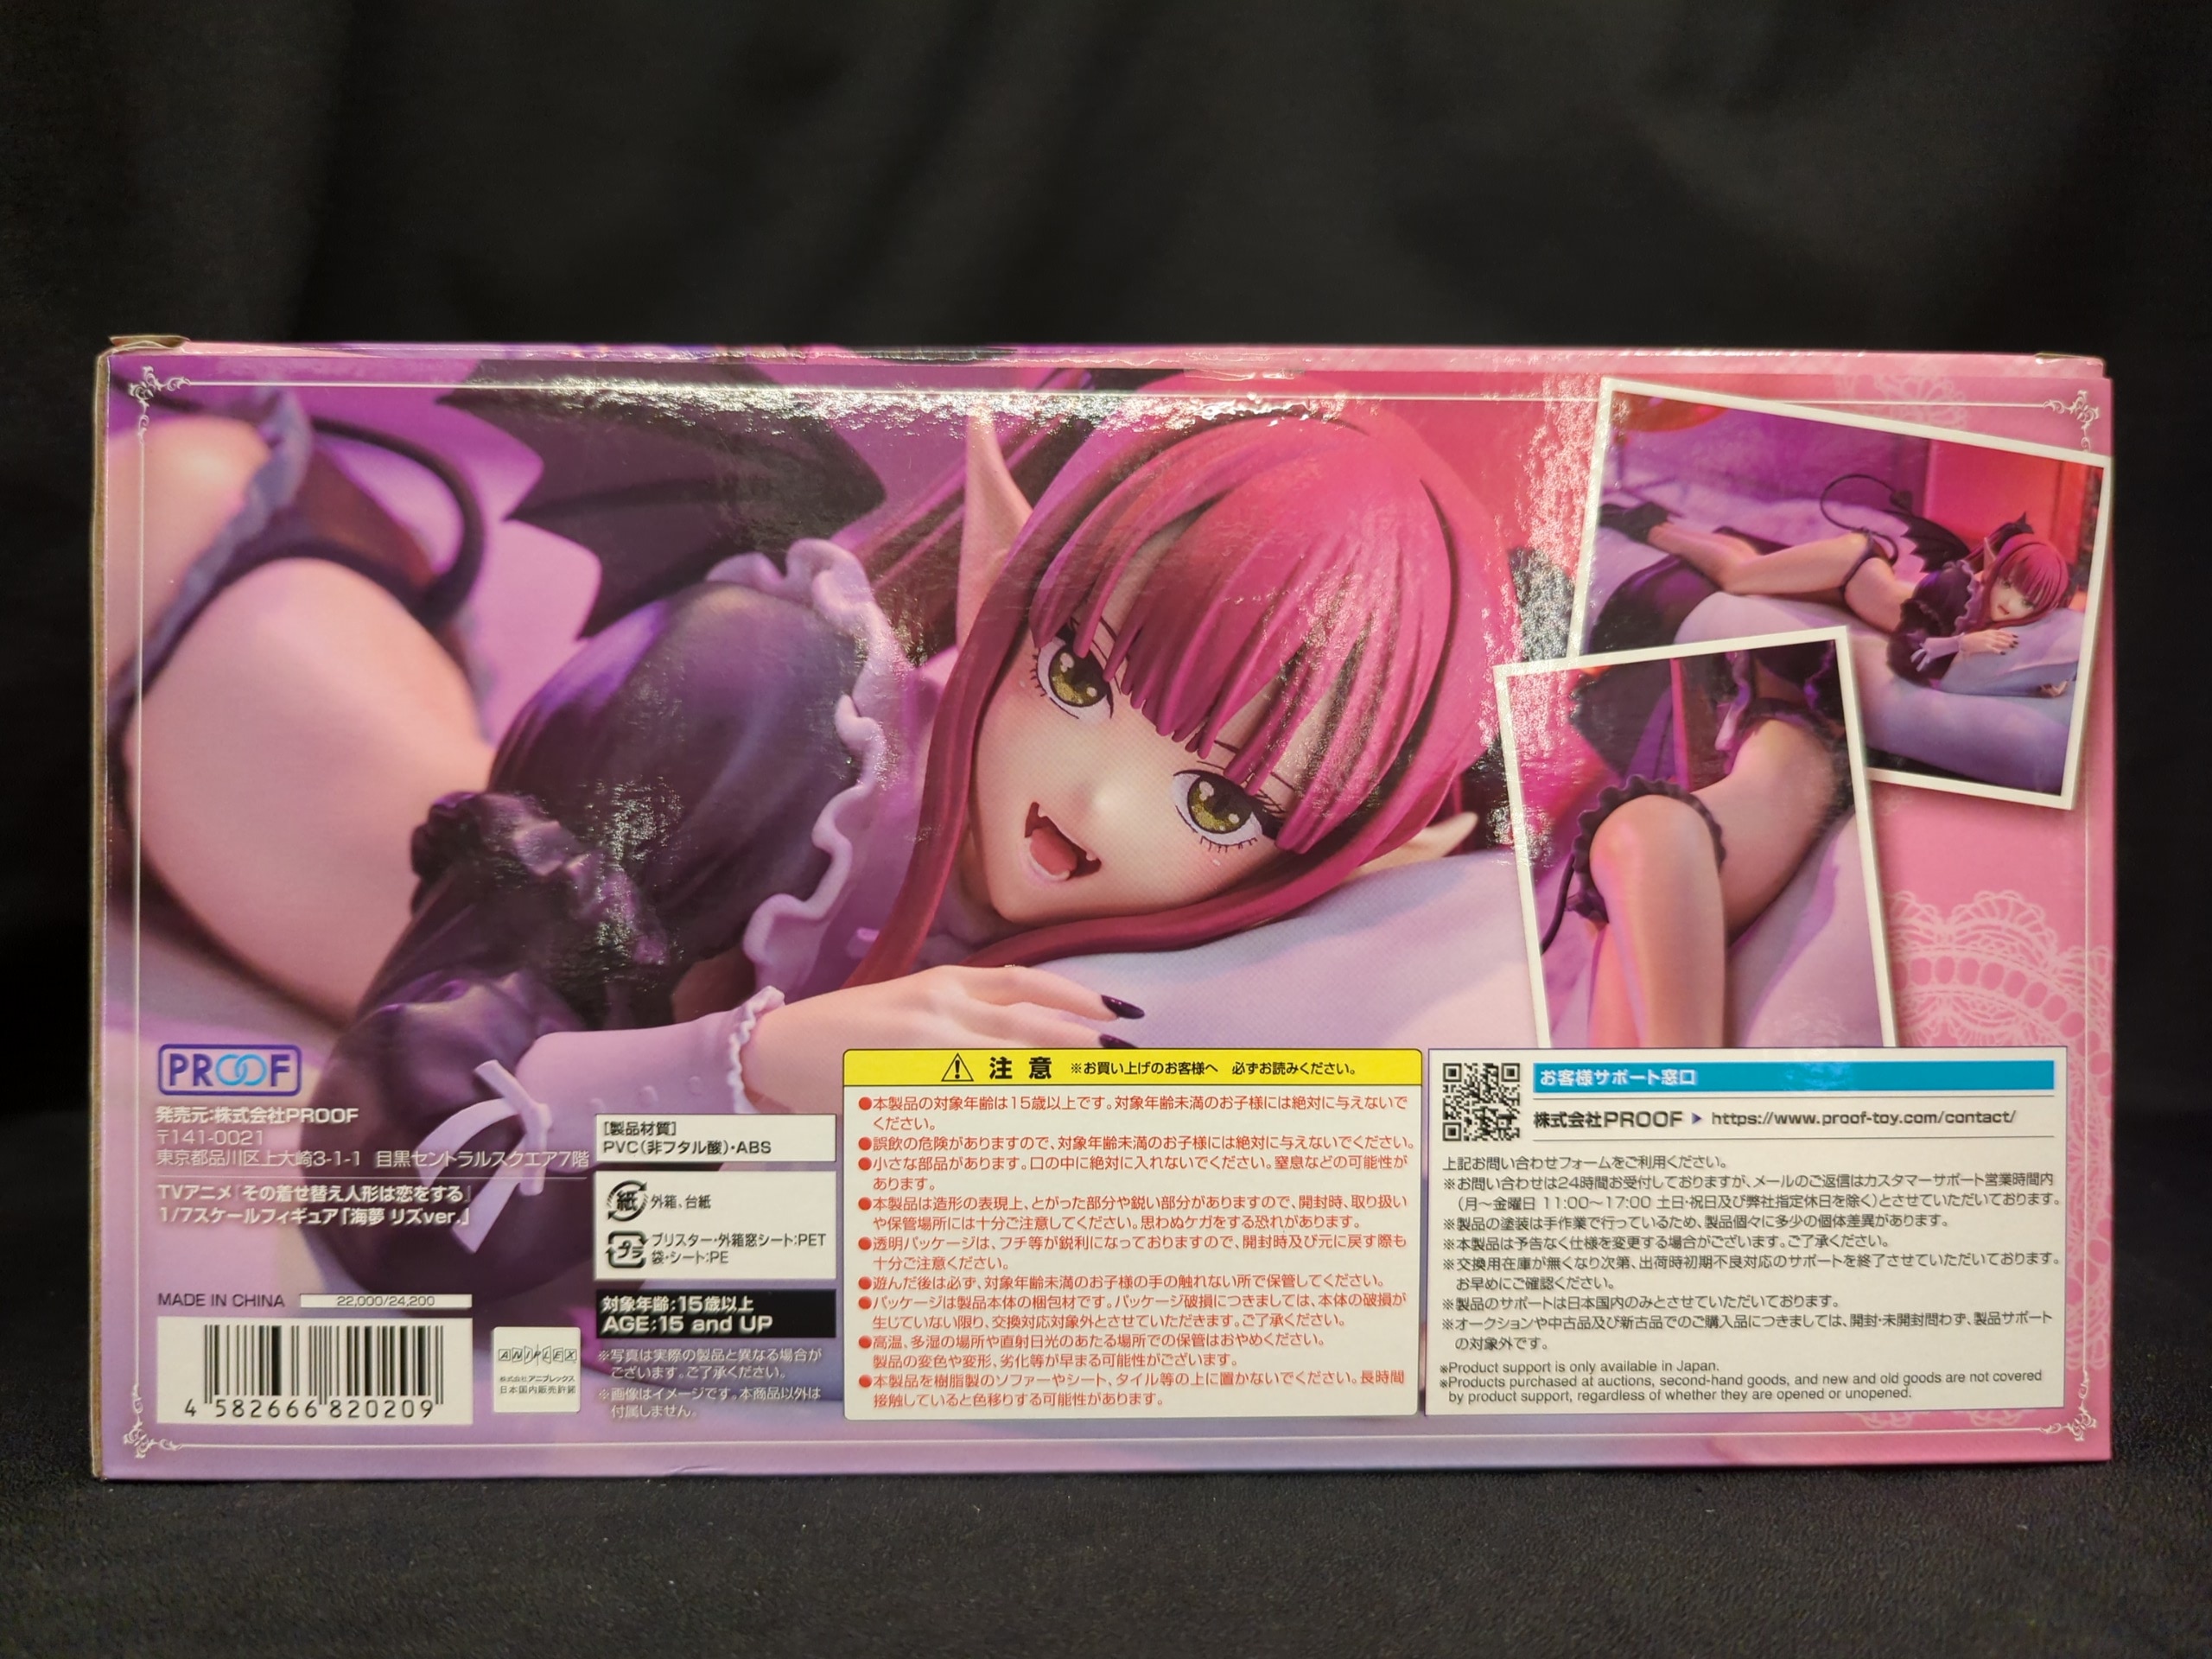 PROOF
発売元:株式会社PROOF
〒141-0021
東京都品川区上大崎3-1-1 目黒セントラルスクエア7階
TVアニメ『その着せ替え人形は恋をする』
1/7スケールフィギュア「海夢 リズver.」
MADE IN CHINA
22,000/24,200
4 582666 820209
ANIPLEX
株式会社アニプレックス
日本国内販売許諾
[製品材質]
PVC(非フタル酸)・ABS
紙
外箱、台紙
プラ
ブリスター・外箱窓シート:PET
袋・シート:PE
対象年齢:15歳以上
AGE:15 and UP
※写真は実際の製品と異なる場合が
ございます。ご了承ください。
※画像はイメージです。本商品以外は
付属しません。
注 意 ※お買い上げのお客様へ 必ずお読みください。
●本製品の対象年齢は15歳以上です。対象年齢未満のお子様には絶対に与えないで
ください。
●誤飲の危険がありますので、対象年齢未満のお子様には絶対に与えないでください。
●小さな部品があります。口の中に絶対に入れないでください。窒息などの可能性が
あります。
●本製品は造形の表現上、とがった部分や鋭い部分がありますので、開封時、取り扱い
や保管場所には十分ご注意してください。思わぬケガをする恐れがあります。
●透明パッケージは、フチ等が鋭利になっておりますので、開封時及び元に戻す際も
十分ご注意ください。
●遊んだ後は必ず、対象年齢未満のお子様の手の触れない所で保管してください。
●パッケージは製品本体の梱包材です。パッケージ破損につきましては、本体の破損が
生じていない限り、交換対応対象外とさせていただきます。ご了承ください。
●高温、多湿の場所や直射日光のあたる場所での保管はおやめください。
製品の変色や変形、劣化等が早まる可能性がございます。
●本製品を樹脂製のソファーやシート、タイル等の上に置かないでください。長時間
接触していると色移りする可能性があります。
お客様サポート窓口
株式会社PROOF ▶ https://www.proof-toy.com/contact/
上記お問い合わせフォームをご利用ください。
※お問い合わせは24時間お受付しておりますが、メールのご返信はカスタマーサポート営業時間内
(月~金曜日 11:00~17:00 土日・祝日及び弊社指定休日を除く)とさせていただいております。
※製品の塗装は手作業で行っているため、製品個々に多少の個体差異があります。
※本製品は予告なく仕様を変更する場合がございます。ご了承ください。
※交換用在庫が無くなり次第、出荷時初期不良対応のサポートを終了させていただいております。
お早めにご確認ください。
※製品のサポートは日本国内のみとさせていただいております。
※オークションや中古品及び新古品でのご購入品につきましては、開封・未開封問わず、製品サポート
の対象外です。
※Product support is only available in Japan.
※Products purchased at auctions, second-hand goods, and new and old goods are not covered
by product support, regardless of whether they are opened or unopened.